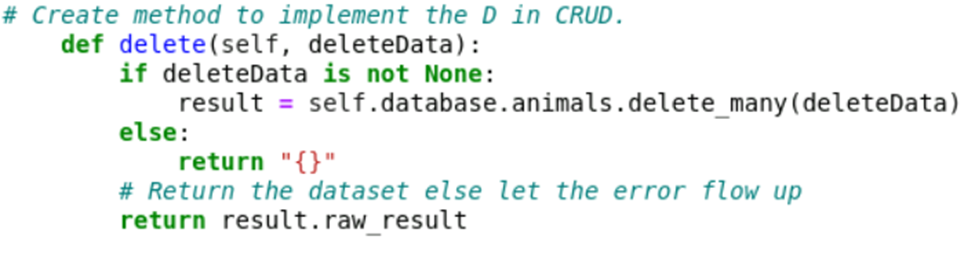 # Create method to implement the D in CRUD.
    def delete(self, deleteData):
        if deleteData is not None:
            result = self.database.animals.delete_many(deleteData)
        else:
            return "{}"
        # Return the dataset else let the error flow up
        return result.raw_result